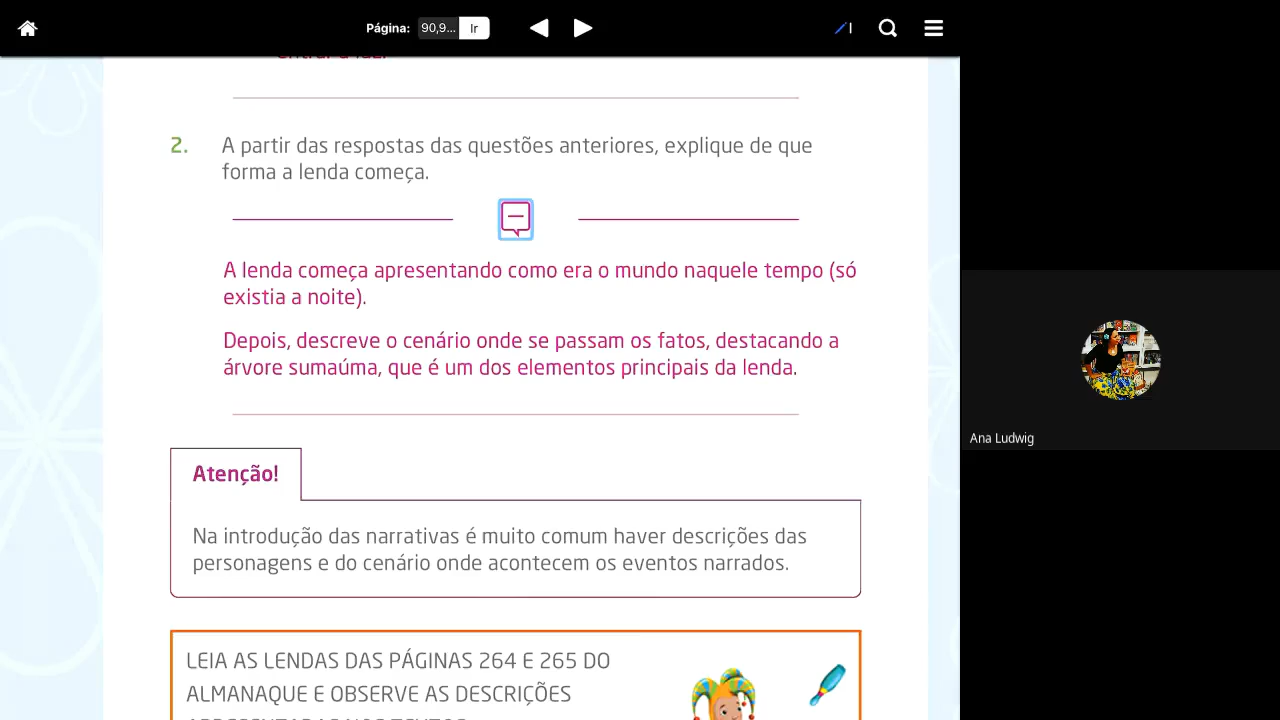 Página: 90,9... Ir
2. A partir das respostas das questões anteriores, explique de que
forma a lenda começa.
A lenda começa apresentando como era o mundo naquele tempo (só
existia a noite).
Depois, descreve o cenário onde se passam os fatos, destacando a
árvore sumaúma, que é um dos elementos principais da lenda.
Atenção!
Na introdução das narrativas é muito comum haver descrições das
personagens e do cenário onde acontecem os eventos narrados.
LEIA AS LENDAS DAS PÁGINAS 264 E 265 DO
ALMANAQUE E OBSERVE AS DESCRIÇÕES
Ana Ludwig